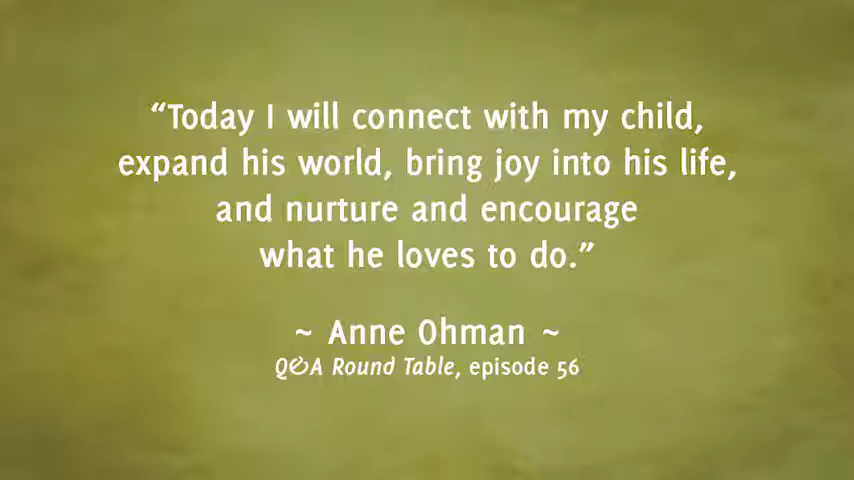 “Today I will connect with my child,
expand his world, bring joy into his life,
and nurture and encourage
what he loves to do.”
~ Anne Ohman ~
Q&A Round Table, episode 56